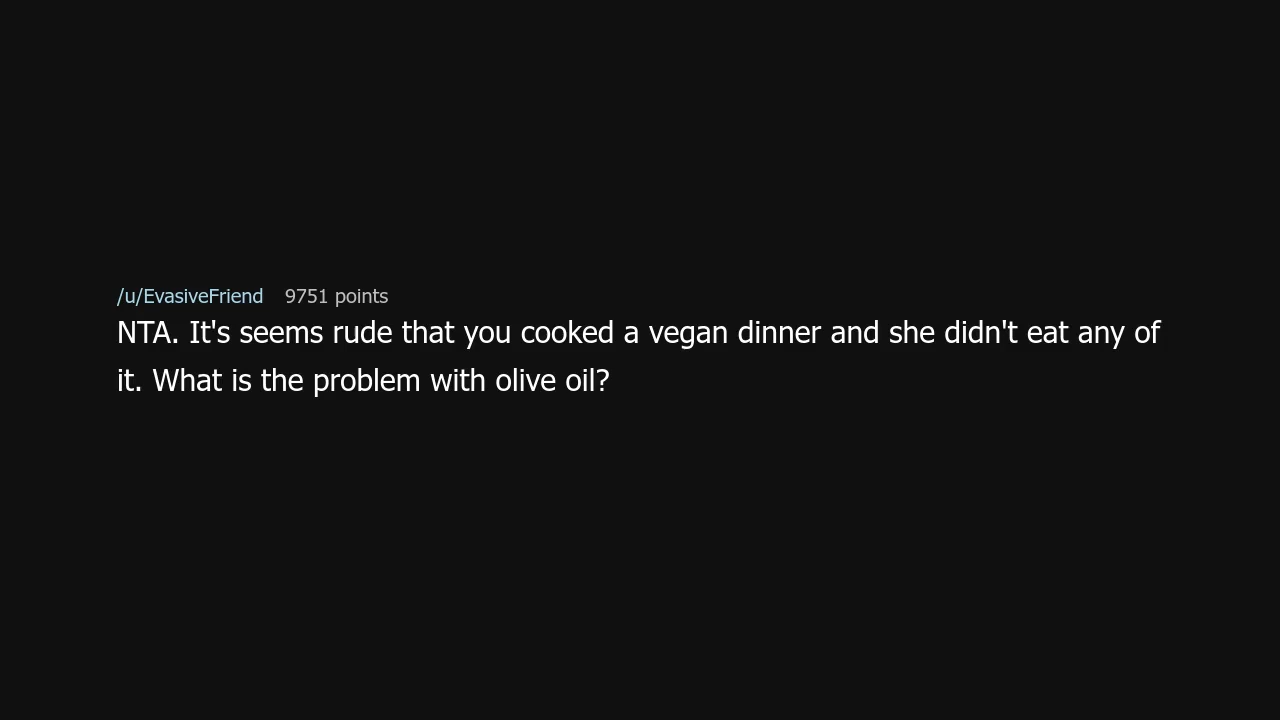 /u/EvasiveFriend 9751 points
NTA. It's seems rude that you cooked a vegan dinner and she didn't eat any of
it. What is the problem with olive oil?